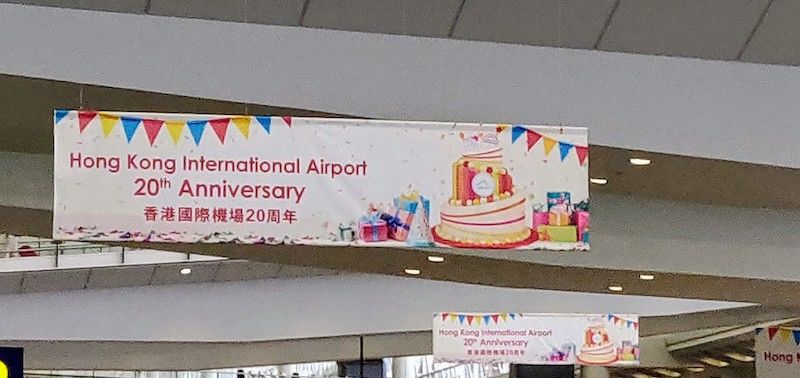 Hong Kong International Airport
20th Anniversary
香港國際機場20周年
Hong Kong International Airport
20th Anniversary
香港國際機場20周年
Hong K